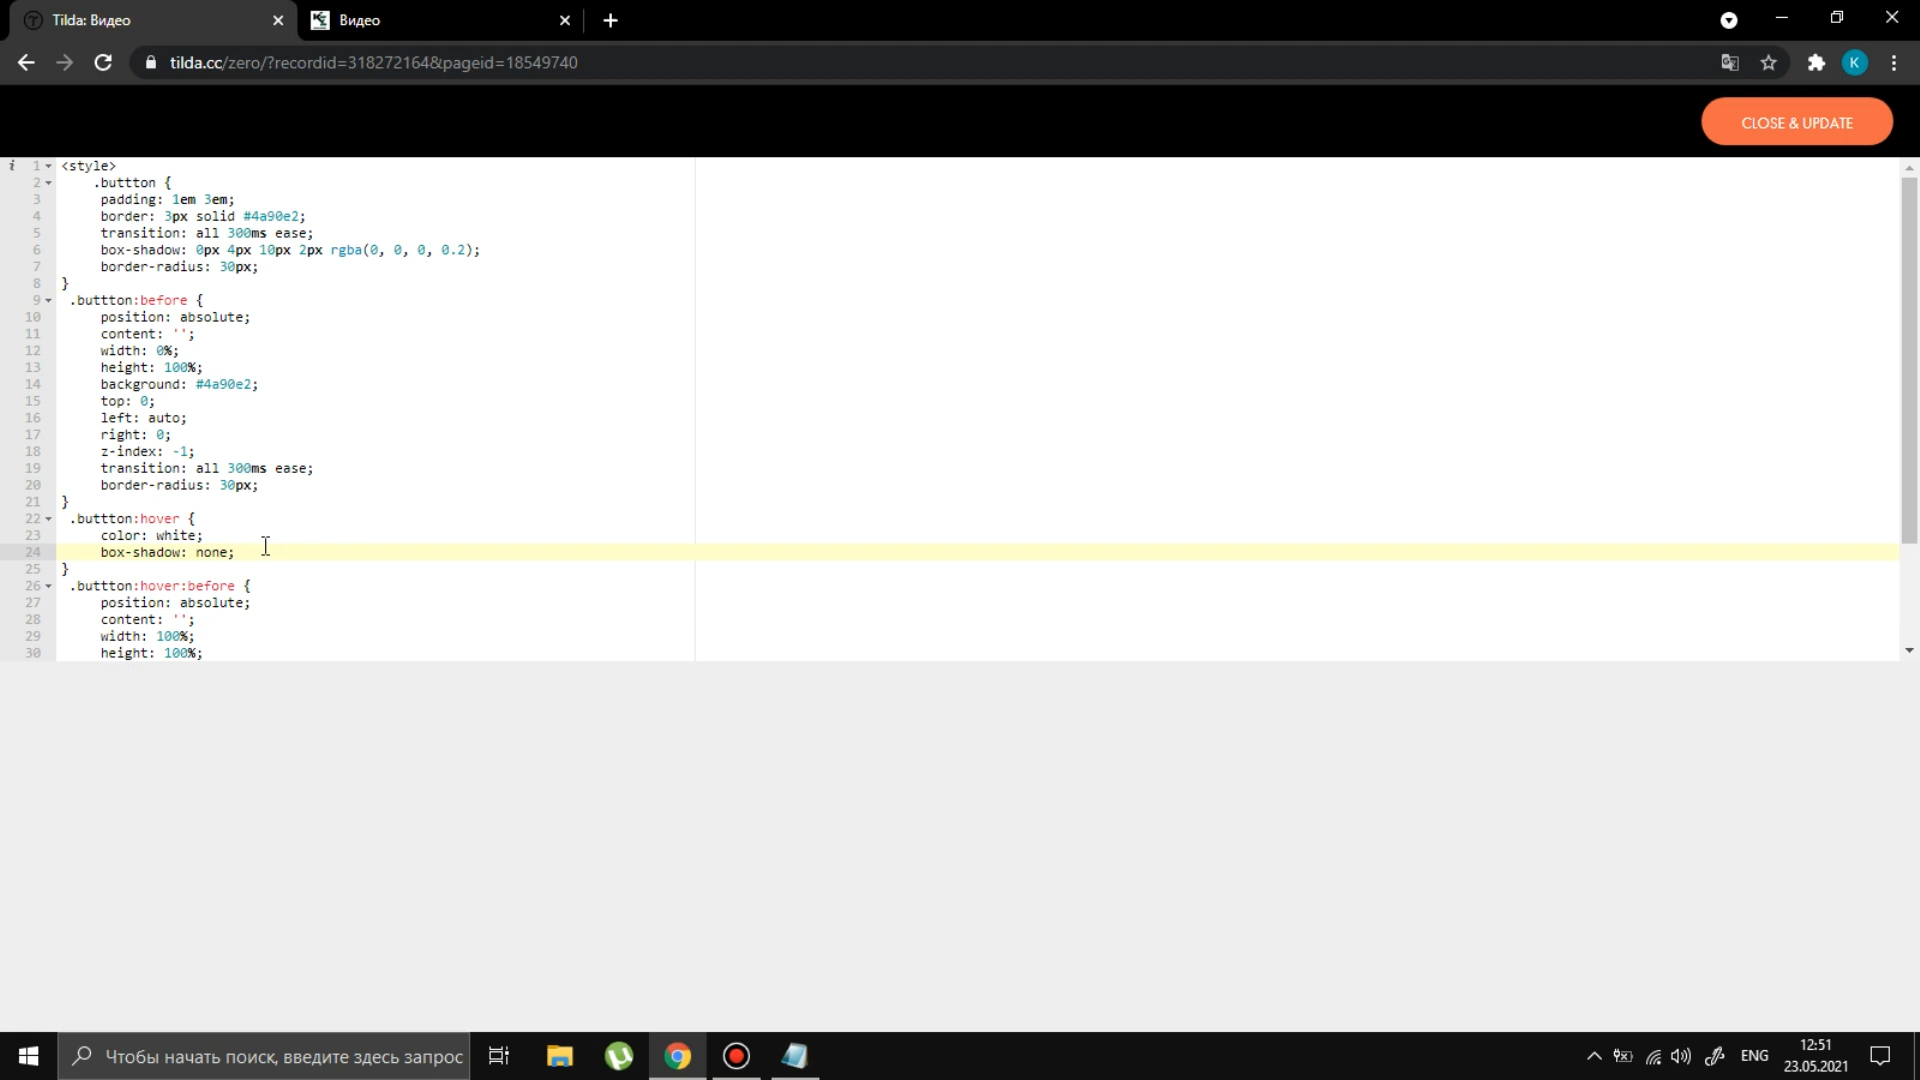 Tilda: Видео
Видео
tilda.cc/zero/?recordid=318272164&pageid=18549740
K
CLOSE & UPDATE
i 1 <style>
2 .buttton {
3 padding: 1em 3em;
4 border: 3px solid #4a90e2;
5 transition: all 300ms ease;
6 box-shadow: 0px 4px 10px 2px rgba(0, 0, 0, 0.2);
7 border-radius: 30px;
8 }
9 .buttton:before {
10 position: absolute;
11 content: '';
12 width: 0%;
13 height: 100%;
14 background: #4a90e2;
15 top: 0;
16 left: auto;
17 right: 0;
18 z-index: -1;
19 transition: all 300ms ease;
20 border-radius: 30px;
21 }
22 .buttton:hover {
23 color: white;
24 box-shadow: none;
25 }
26 .buttton:hover:before {
27 position: absolute;
28 content: '';
29 width: 100%;
30 height: 100%;
Чтобы начать поиск, введите здесь запрос
ENG
12:51
23.05.2021